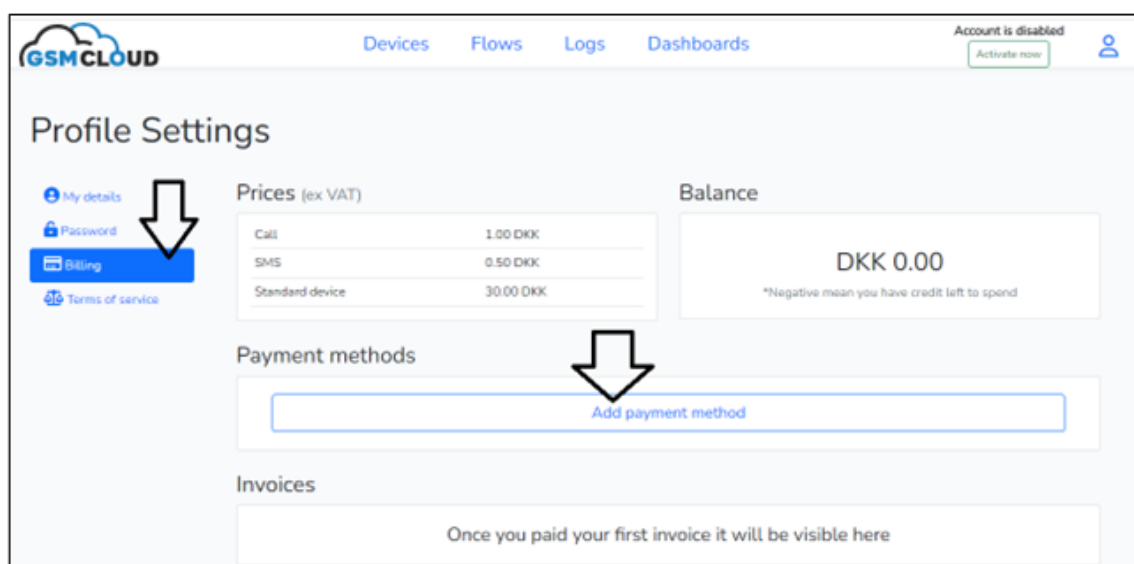 GSMCLOUD
Devices Flows Logs Dashboards
Account is disabled
Activate now
Profile Settings
My details
Password
Billing
Terms of service
Prices (ex VAT)
Call 1.00 DKK
SMS 0.50 DKK
Standard device 30.00 DKK
Balance
DKK 0.00
*Negative mean you have credit left to spend
Payment methods
Add payment method
Invoices
Once you paid your first invoice it will be visible here